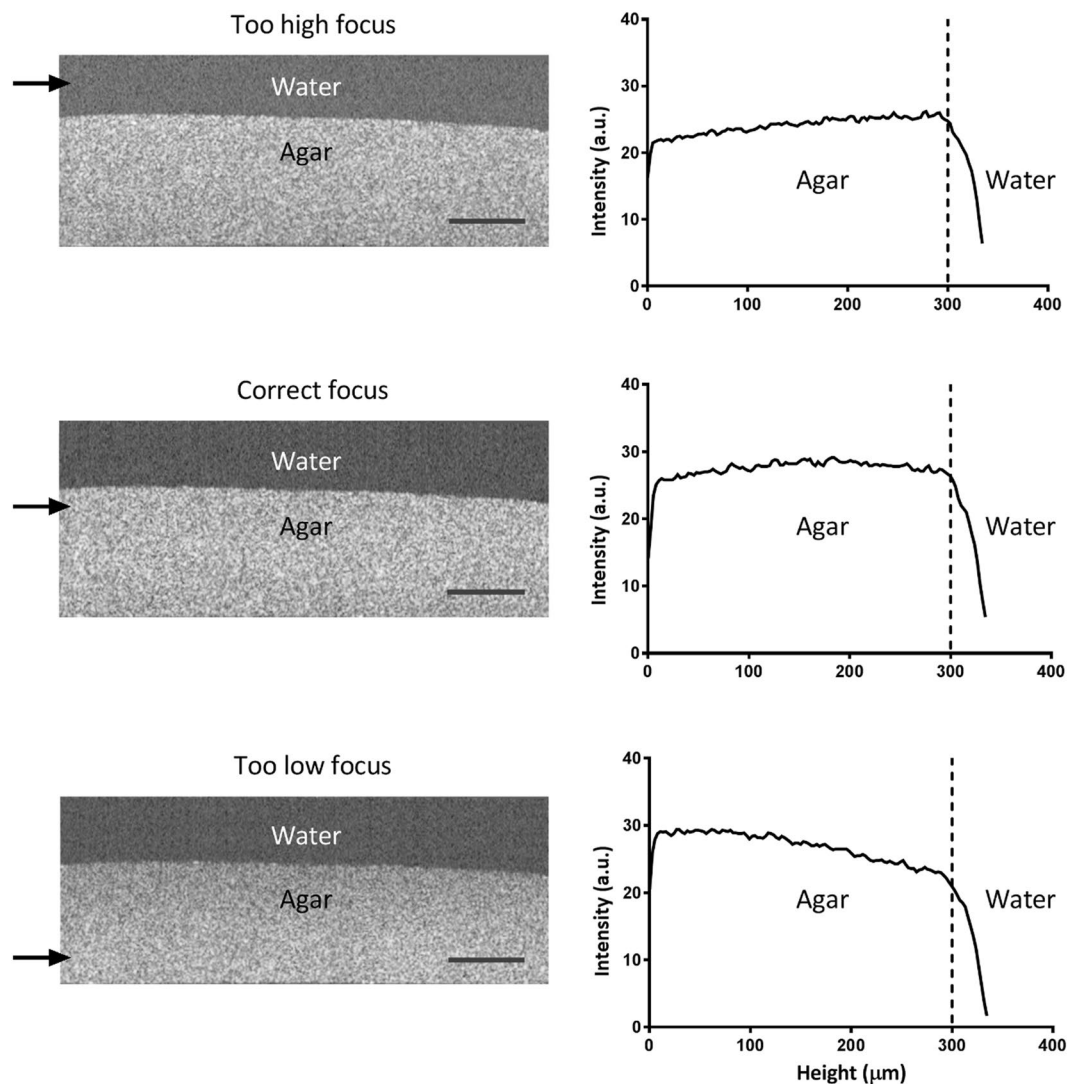 Too high focus
Water
Agar
Intensity (a.u.)
40
30
20
10
0
Agar
Water
0 100 200 300 400
Correct focus
Water
Agar
Intensity (a.u.)
40
30
20
10
0
Agar
Water
0 100 200 300 400
Too low focus
Water
Agar
Intensity (a.u.)
40
30
20
10
0
Agar
Water
0 100 200 300 400
Height (μm)